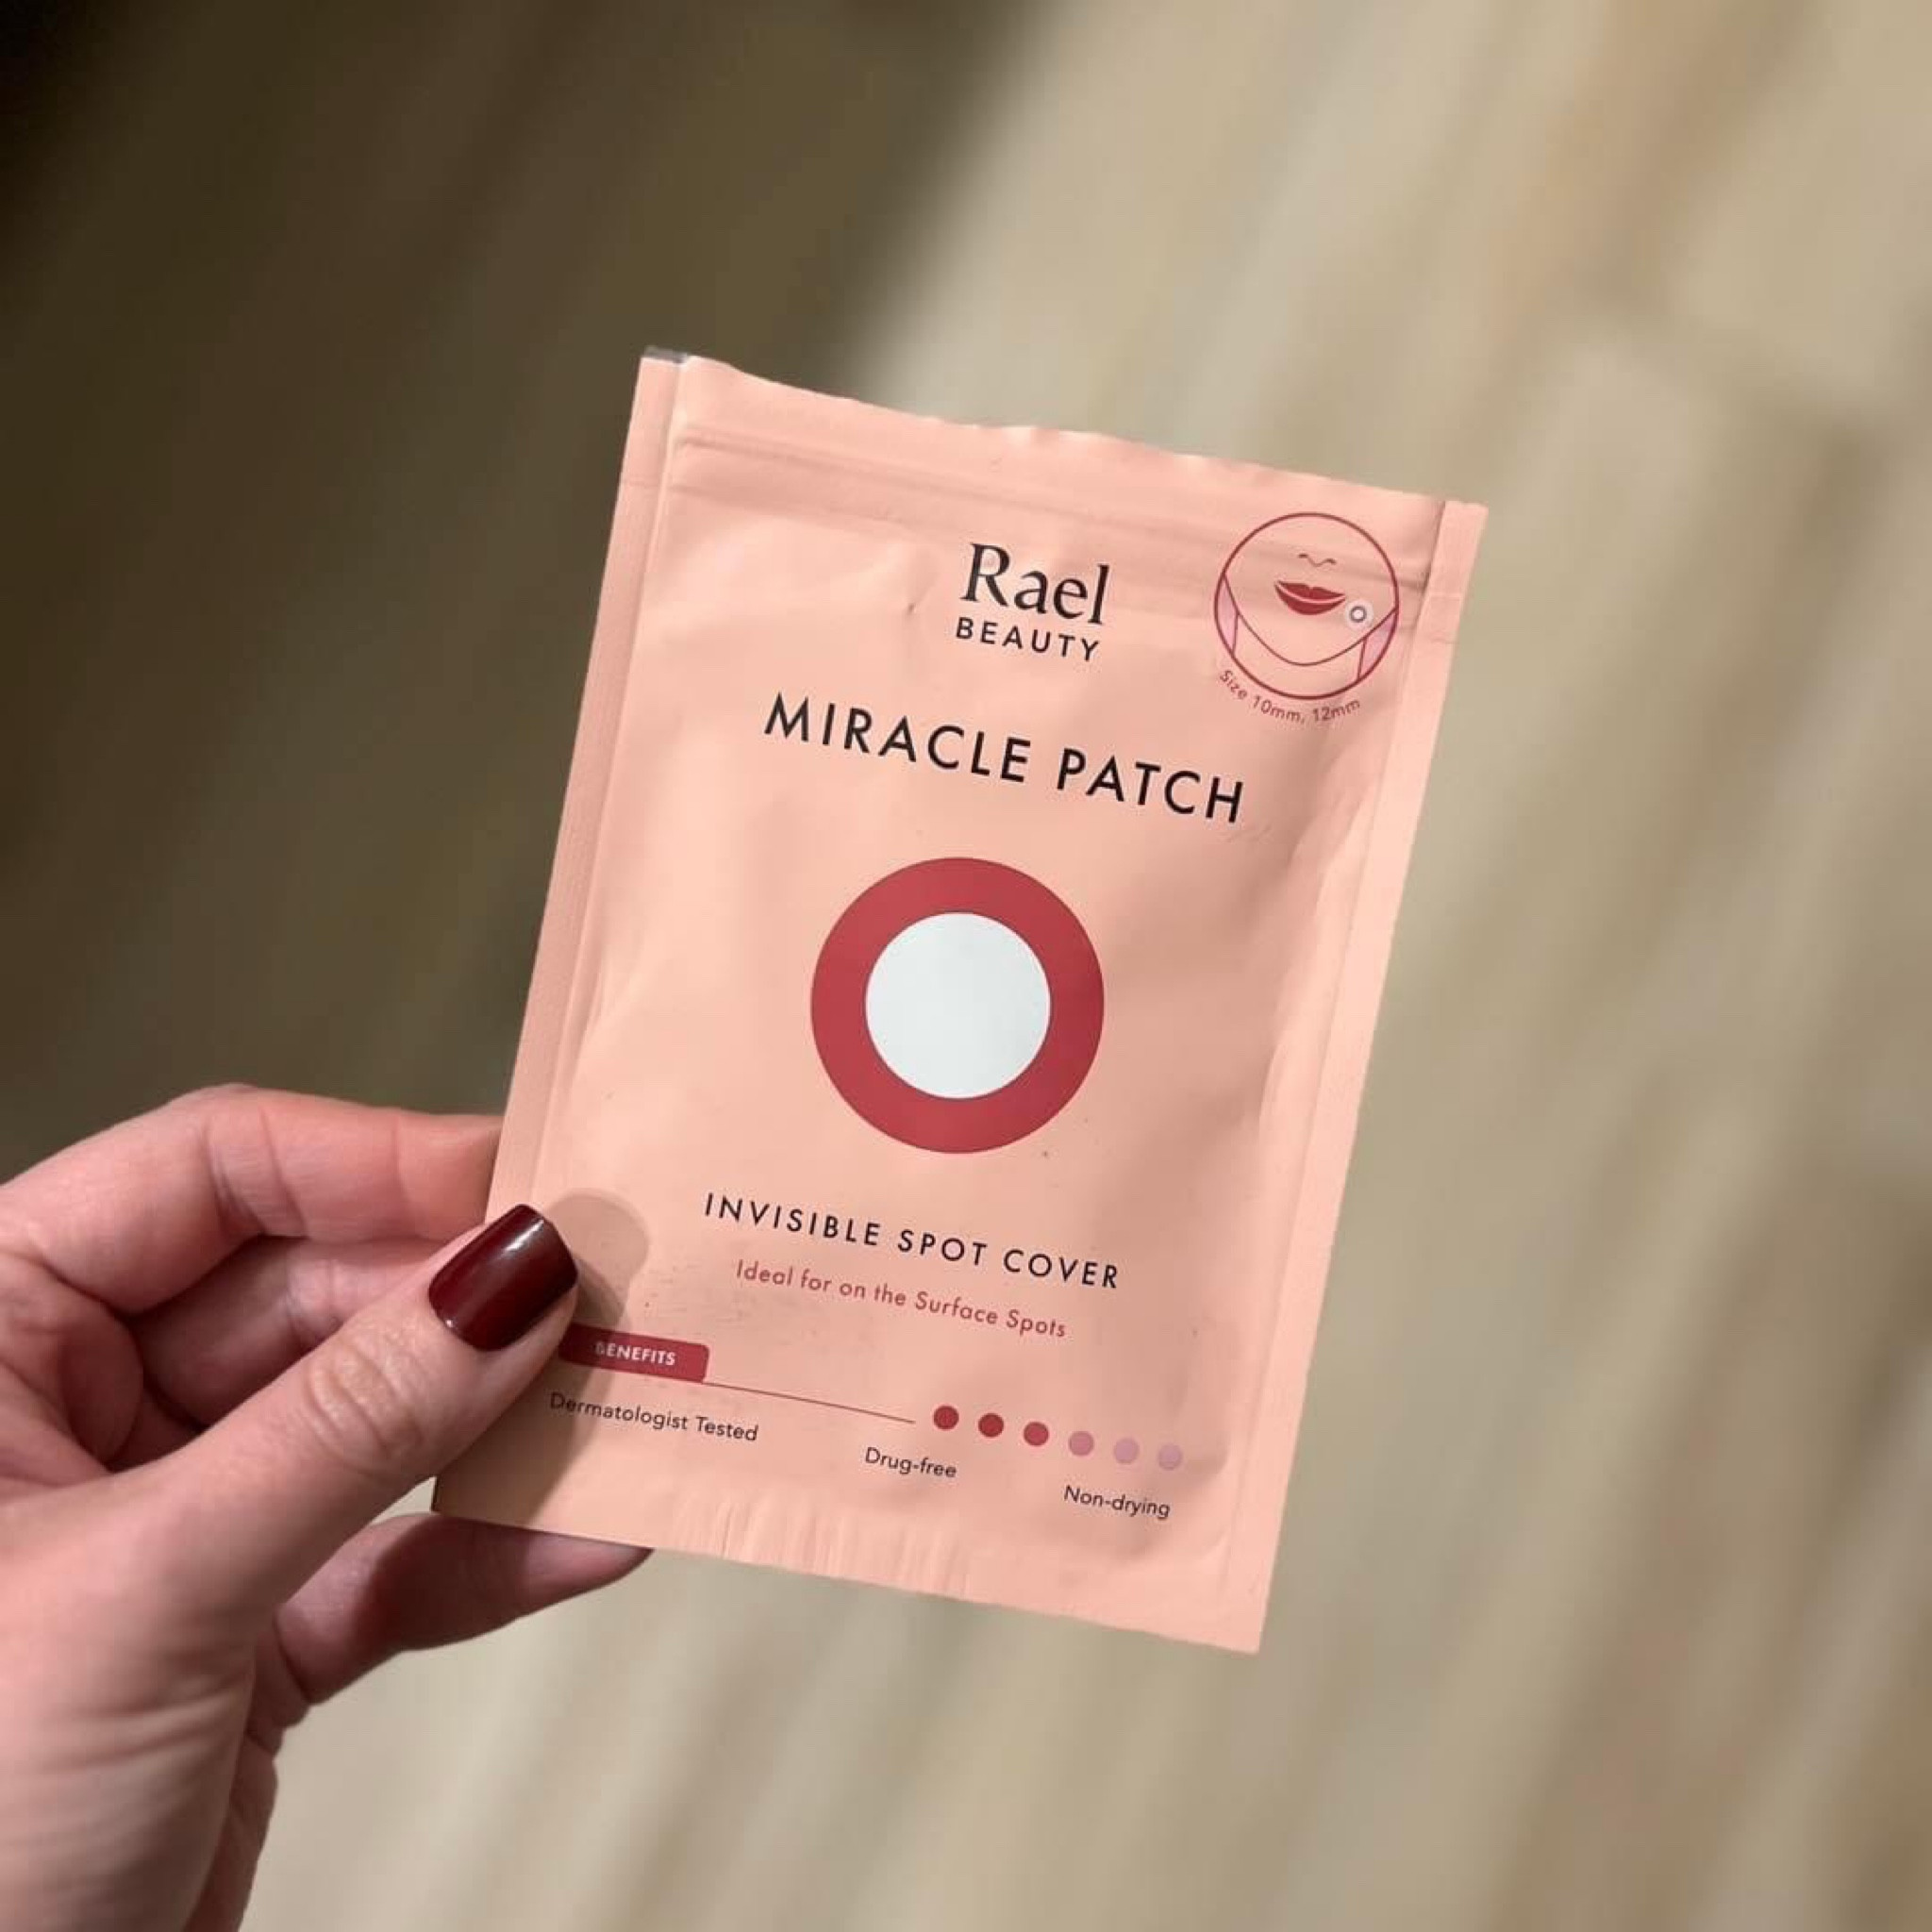 Rael
BEAUTY
Size 10mm, 12mm
MIRACLE PATCH
INVISIBLE SPOT COVER
Ideal for on the Surface Spots
BENEFITS
Dermatologist Tested
Drug-free
Non-drying